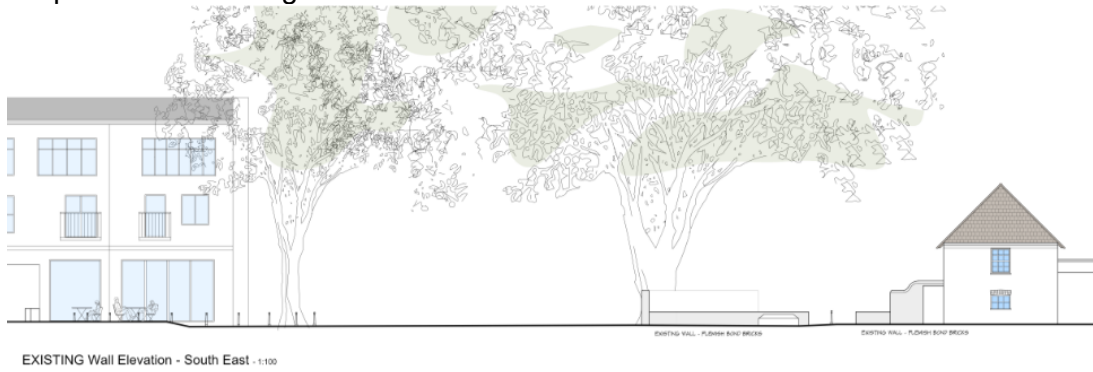 EXISTING WALL - FLEMISH BOND BRICKS
EXISTING WALL - FLEMISH BOND BRICKS
EXISTING Wall Elevation - South East - 1:100